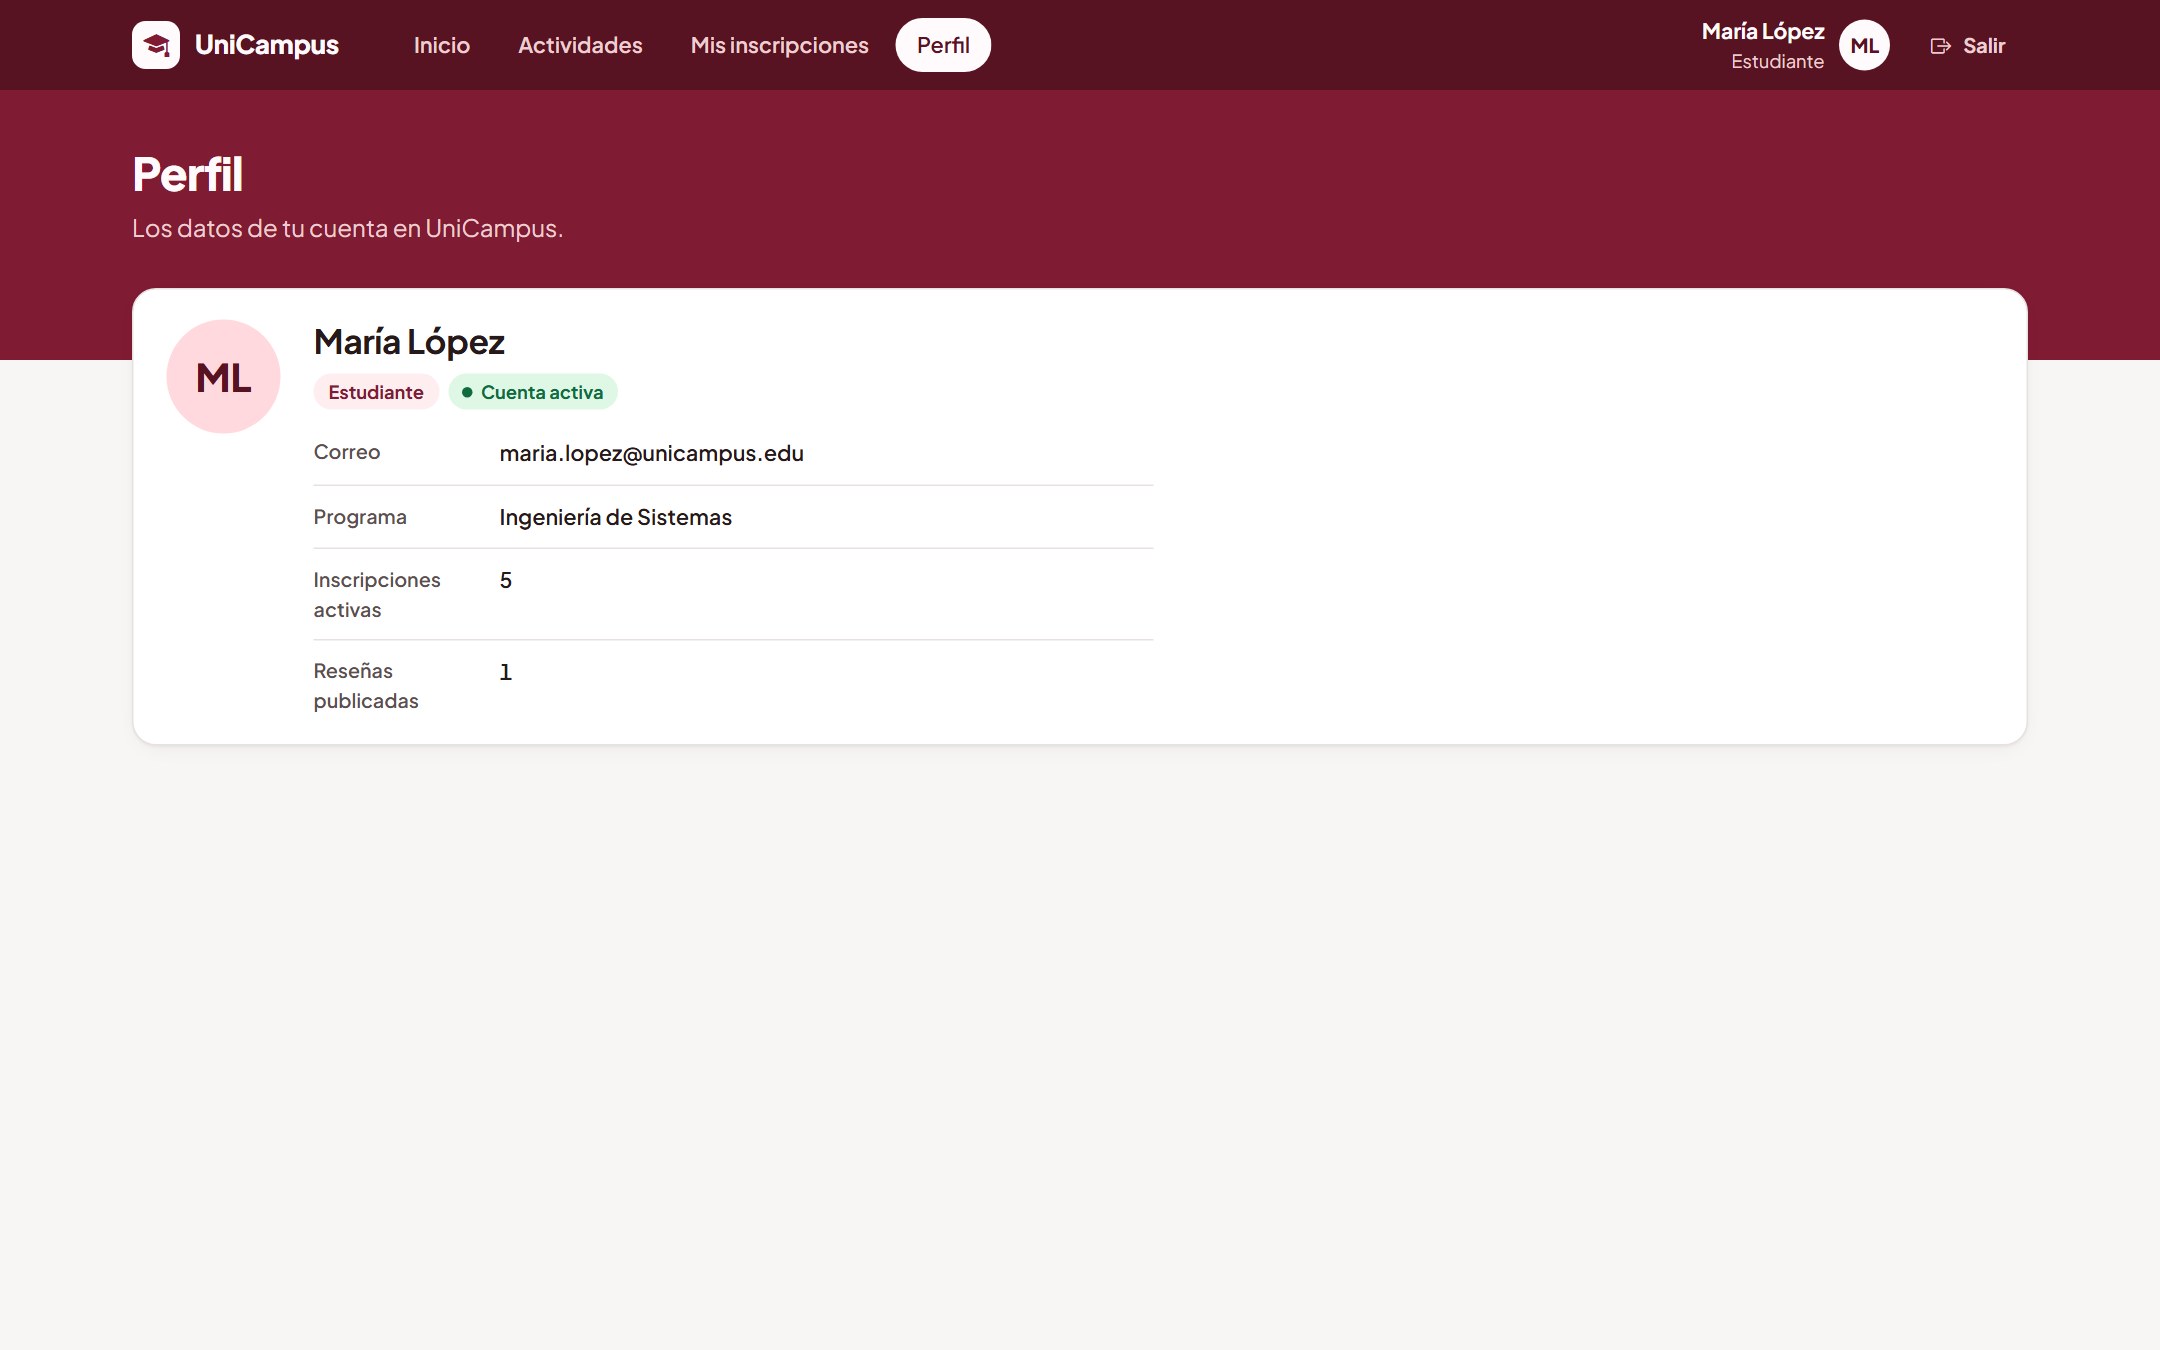 UniCampus
Inicio
Actividades
Mis inscripciones
Perfil
María López
Estudiante
ML
Salir
Perfil
Los datos de tu cuenta en UniCampus.
ML
María López
Estudiante
Cuenta activa
Correo
maria.lopez@unicampus.edu
Programa
Ingeniería de Sistemas
Inscripciones
activas
5
Reseñas
publicadas
1